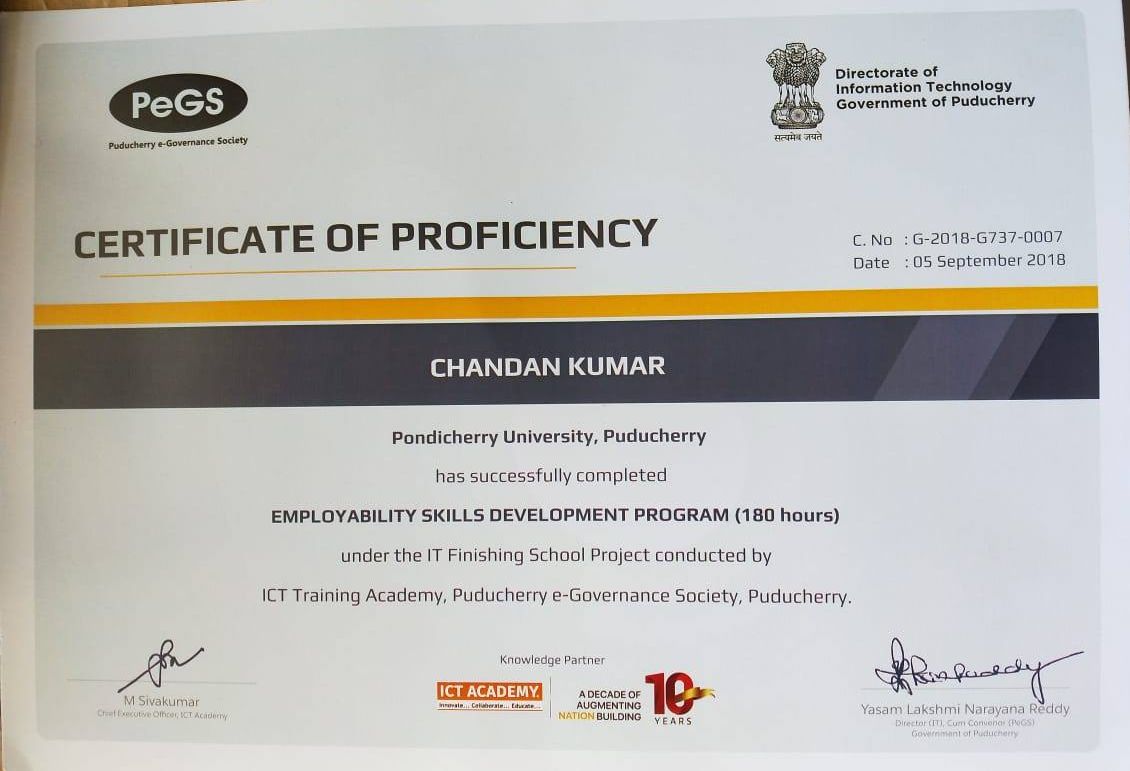 PeGS
Puducherry e-Governance Society
सत्यमेव जयते
Directorate of
Information Technology
Government of Puducherry
CERTIFICATE OF PROFICIENCY
C. No : G-2018-G737-0007
Date : 05 September 2018
CHANDAN KUMAR
Pondicherry University, Puducherry
has successfully completed
EMPLOYABILITY SKILLS DEVELOPMENT PROGRAM (180 hours)
under the IT Finishing School Project conducted by
ICT Training Academy, Puducherry e-Governance Society, Puducherry.
M Sivakumar
Chief Executive Officer, ICT Academy
Knowledge Partner
ICT ACADEMY.
Innovate... Collaborate... Educate...
A DECADE OF
AUGMENTING
NATION BUILDING
10
YEARS
Yasam Lakshmi Narayana Reddy
Director (IT), Cum Convenor (PeGS)
Government of Puducherry